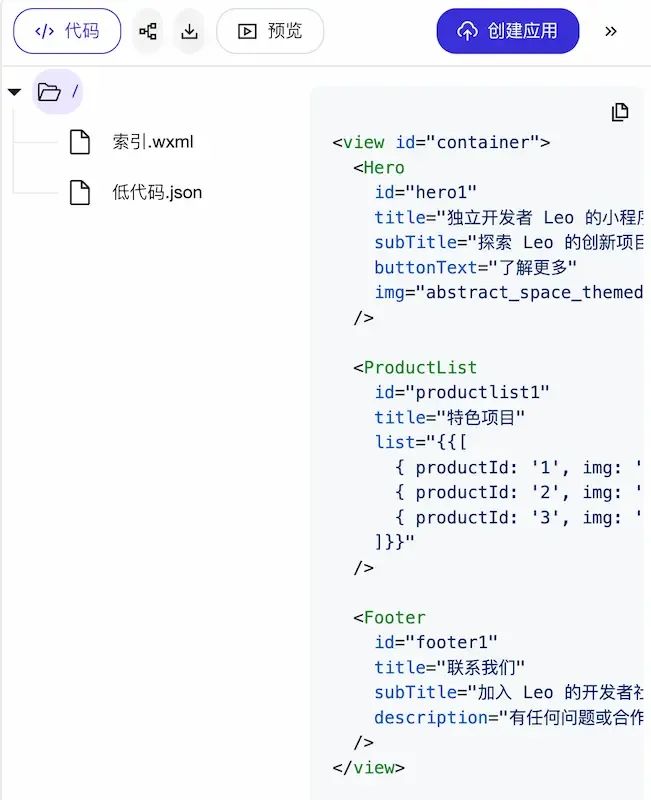 </> 代码 预览 创建应用 »
/
索引.wxml
低代码.json
<view id="container">
<Hero
id="hero1"
title="独立开发者 Leo 的小程序
subTitle="探索 Leo 的创新项目
buttonText="了解更多"
img="abstract_space_themed
/>
<ProductList
id="productlist1"
title="特色项目"
list="{{[
{ productId: '1', img: '
{ productId: '2', img: '
{ productId: '3', img: '
]}}"
/>
<Footer
id="footer1"
title="联系我们"
subTitle="加入 Leo 的开发者社
description="有任何问题或合作
/>
</view>